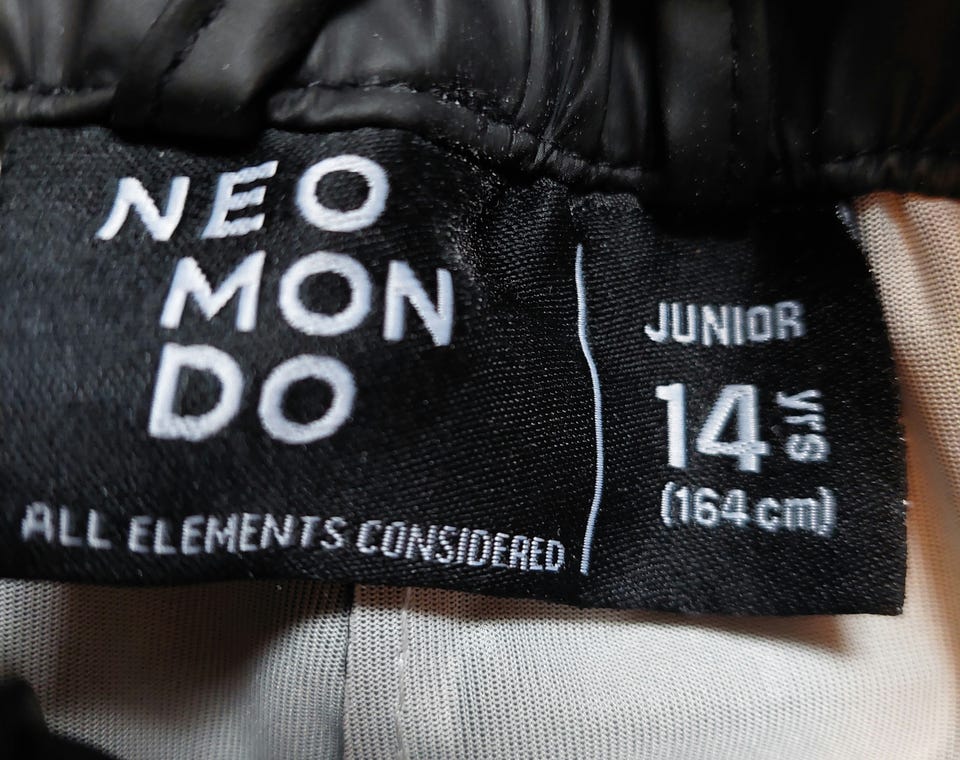 NEO
MON
DO
ALL ELEMENTS CONSIDERED
JUNIOR
14 yrs
(164 cm)